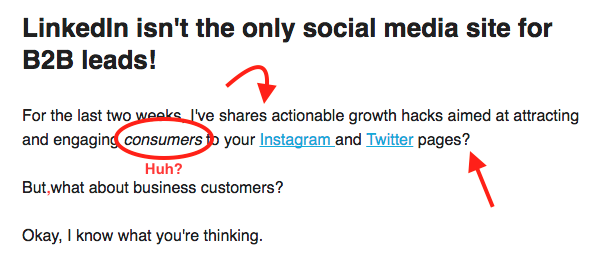 LinkedIn isn't the only social media site for
B2B leads!
For the last two weeks, I've shares actionable growth hacks aimed at attracting
and engaging consumers to your Instagram and Twitter pages?
Huh?
But,what about business customers?
Okay, I know what you're thinking.